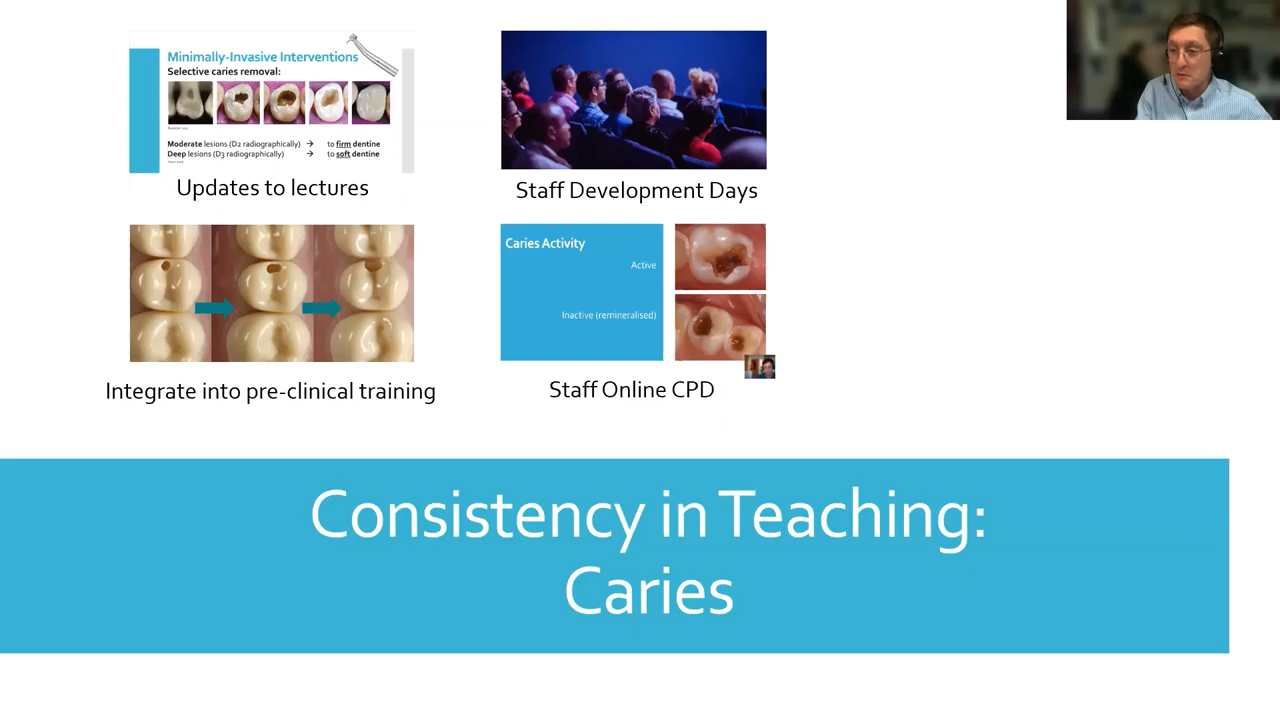 Minimally-Invasive Interventions
Selective caries removal:
Moderate lesions (D2 radiographically) → to firm dentine
Deep lesions (D3 radiographically) → to soft dentine
Updates to lectures
Staff Development Days
Integrate into pre-clinical training
Caries Activity
Active
Inactive (remineralised)
Staff Online CPD
Consistency in Teaching:
Caries